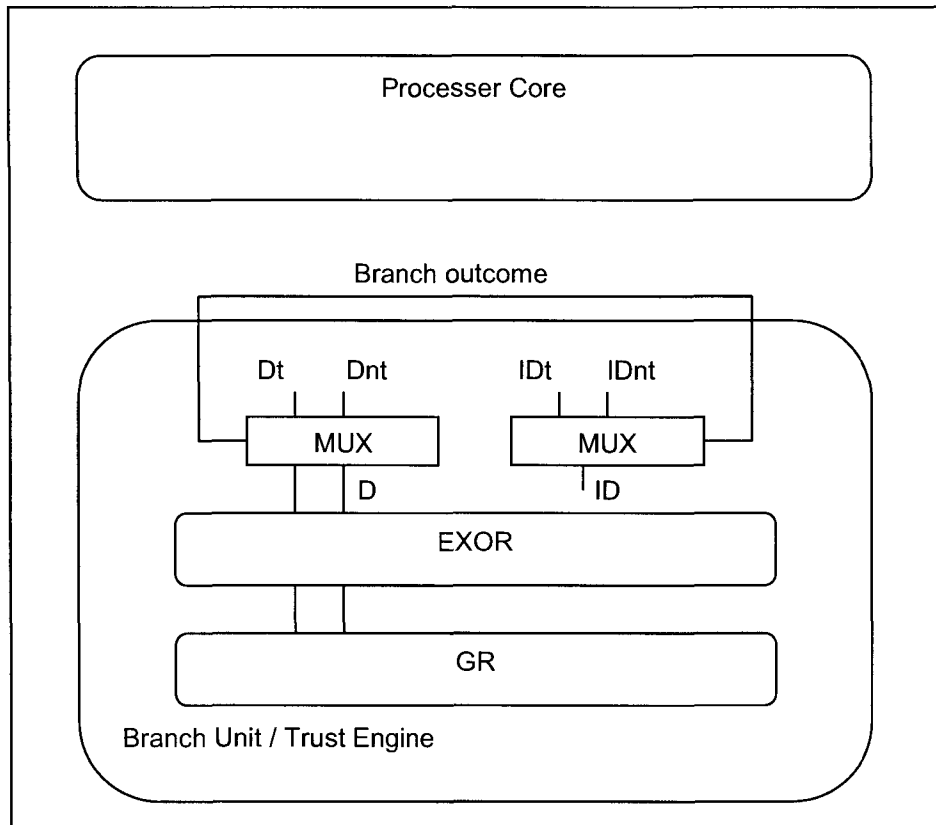 Processer Core
Branch outcome
Dt Dnt IDt IDnt
MUX MUX
D ID
EXOR
GR
Branch Unit / Trust Engine